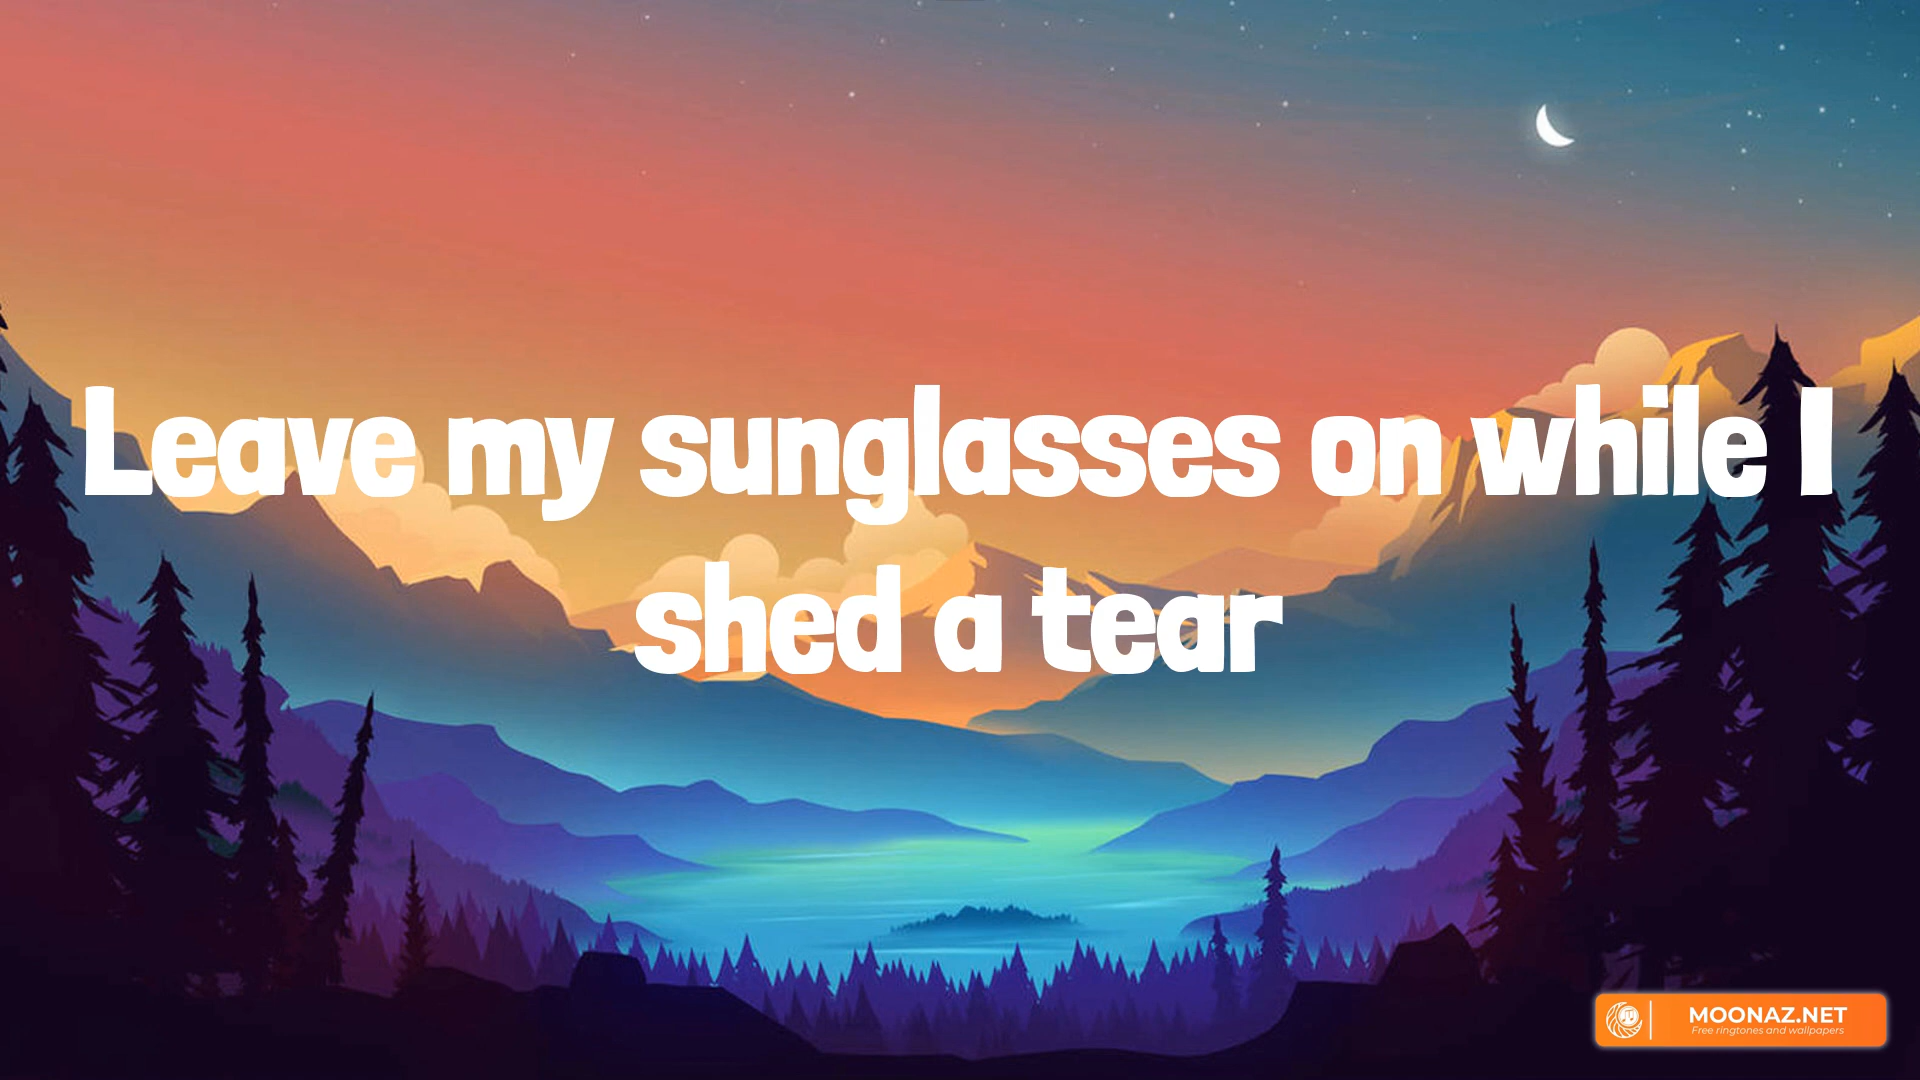 Leave my sunglasses on while I
shed a tear
MOONAZ.NET
Free ringtones and wallpapers